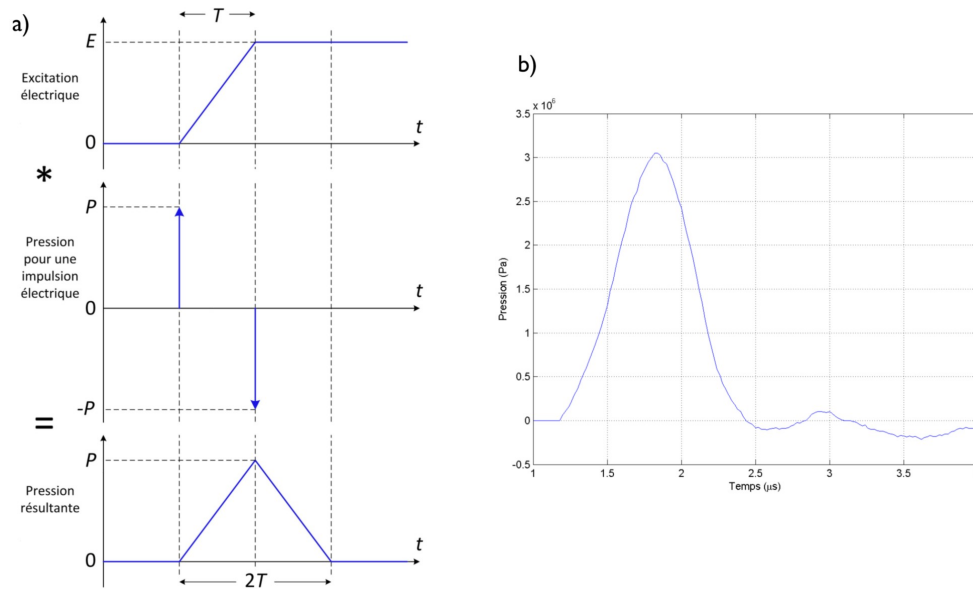 a)
T
E
Excitation
électrique
0
t
*
P
Pression
pour une
impulsion
électrique
0
t
-P
=
P
Pression
résultante
0
t
2T
b)
x 10⁶
3.5
3
2.5
2
1.5
1
0.5
0
-0.5
Pression (Pa)
1
1.5
2
2.5
3
3.5
4
Temps (μs)